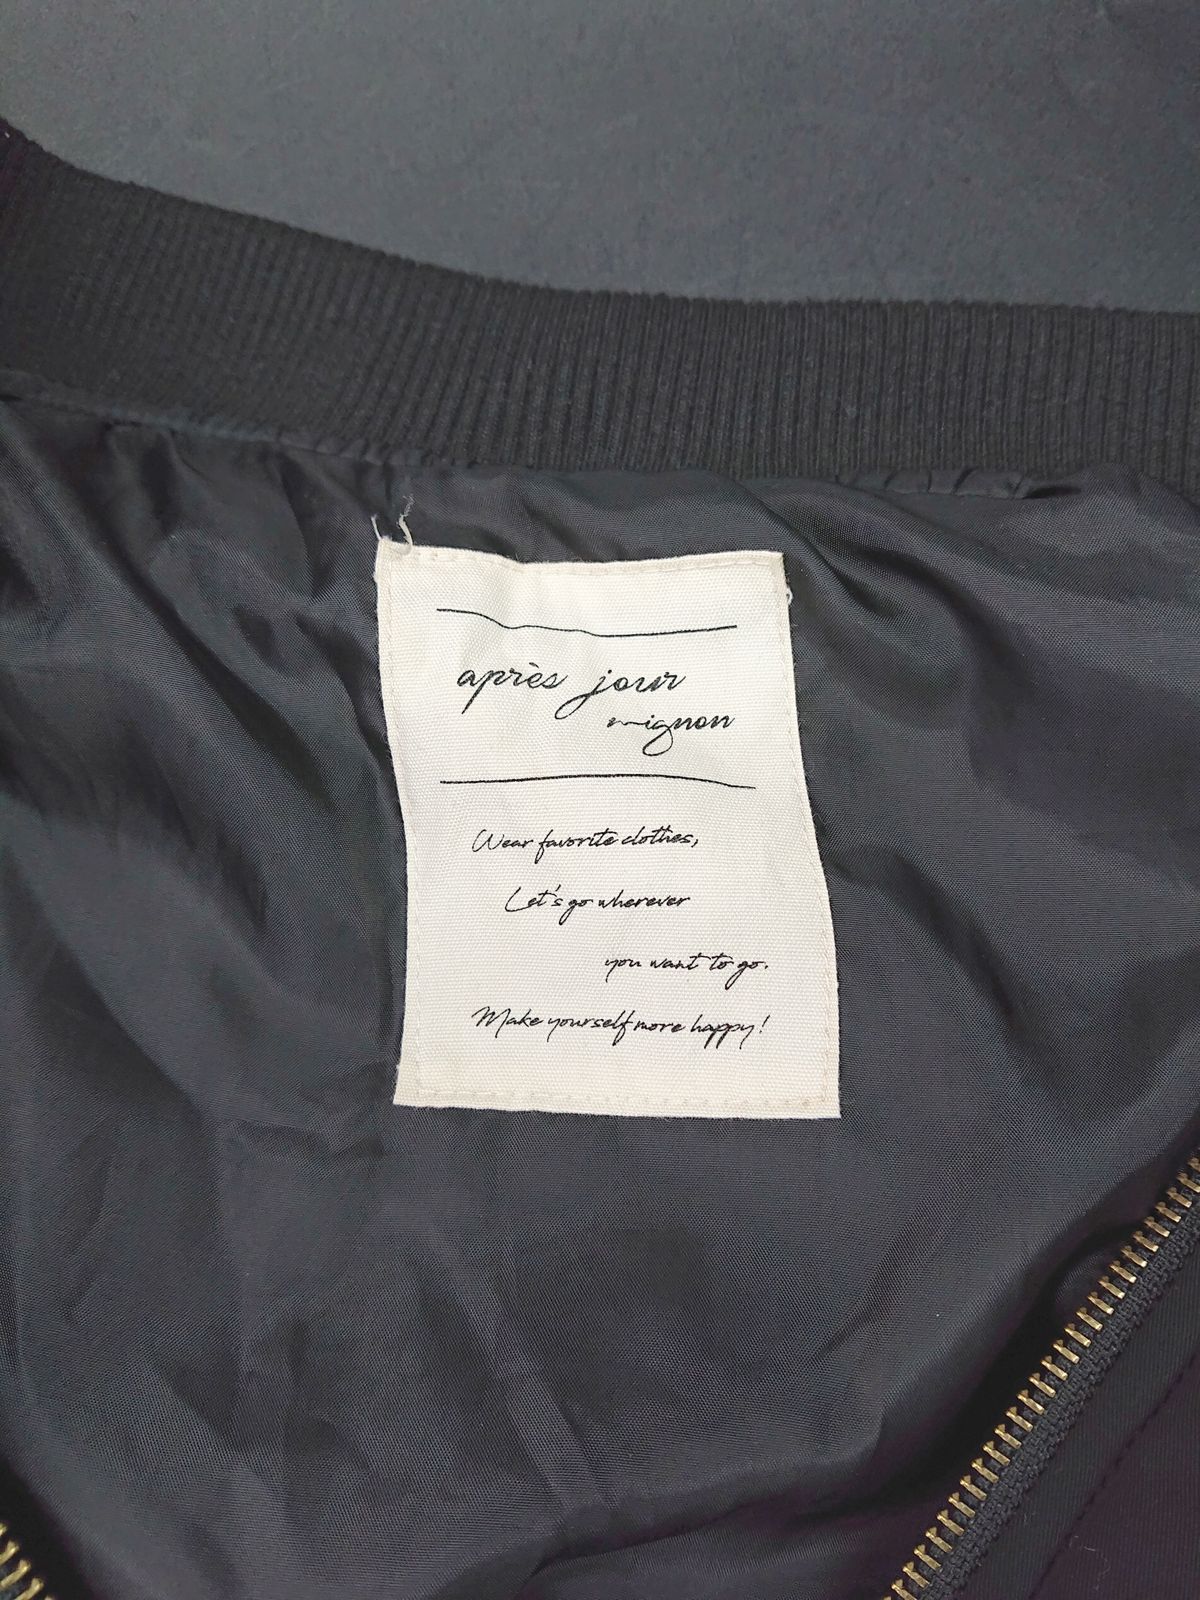 après jour
mignon
Wear favorite clothes,
Let's go wherever
you want to go.
Make yourself more happy!